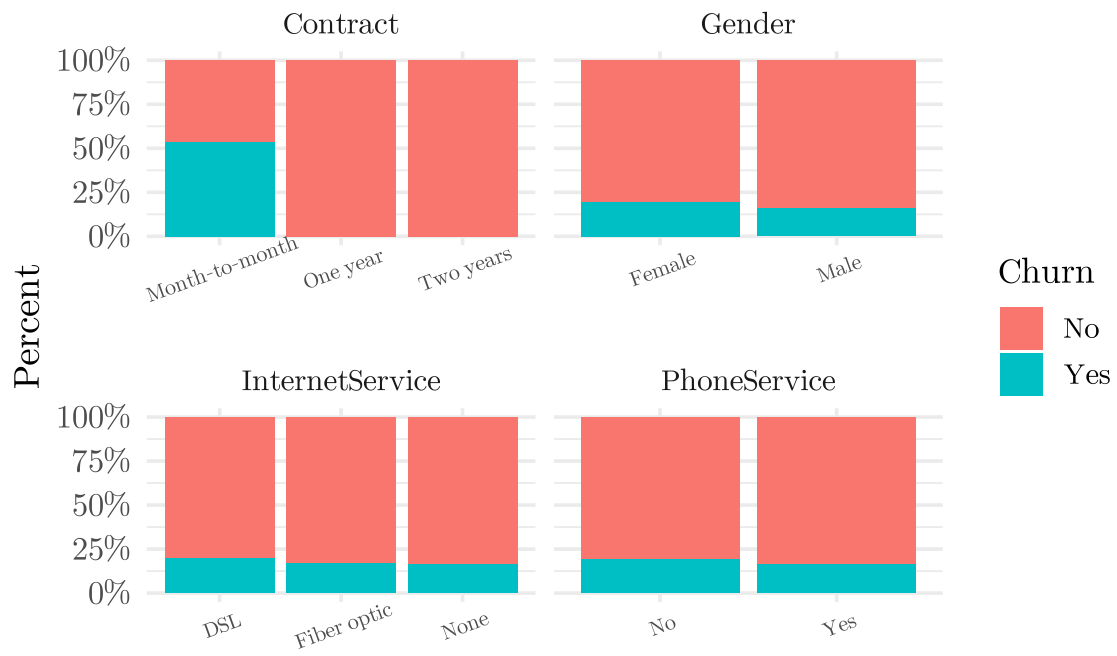 Contract
Gender
100%
75%
50%
25%
0%
Month-to-month
One year
Two years
Female
Male
Percent
Churn
No
Yes
InternetService
PhoneService
100%
75%
50%
25%
0%
DSL
Fiber optic
None
No
Yes